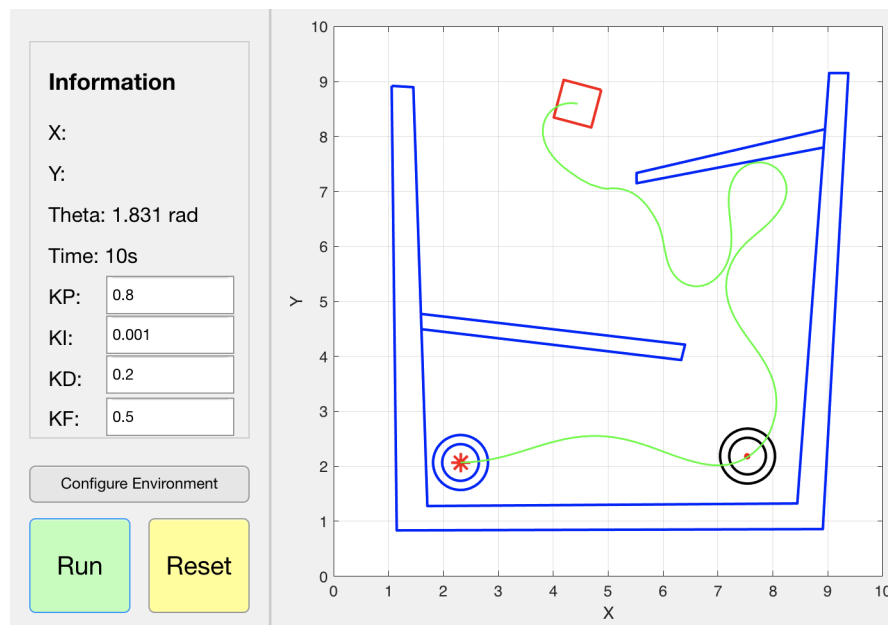 Information
X:
Y:
Theta: 1.831 rad
Time: 10s
KP: 0.8
KI: 0.001
KD: 0.2
KF: 0.5
Configure Environment
Run Reset
10
9
8
7
6
5
4
3
2
1
0
Y
0 1 2 3 4 5 6 7 8 9 10
X